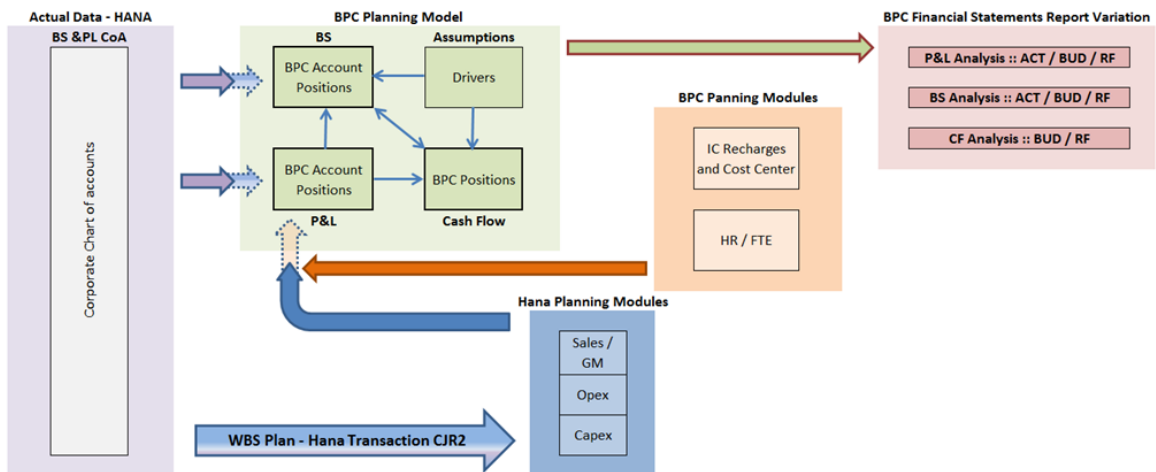 Actual Data - HANA
BS &PL CoA
Corporate Chart of accounts
BPC Planning Model
BS
Assumptions
BPC Account
Positions
Drivers
BPC Account
Positions
BPC Positions
P&L
Cash Flow
BPC Financial Statements Report Variation
P&L Analysis :: ACT / BUD / RF
BS Analysis :: ACT / BUD / RF
CF Analysis :: BUD / RF
BPC Panning Modules
IC Recharges
and Cost Center
HR / FTE
Hana Planning Modules
Sales /
GM
Opex
Capex
WBS Plan - Hana Transaction CJR2